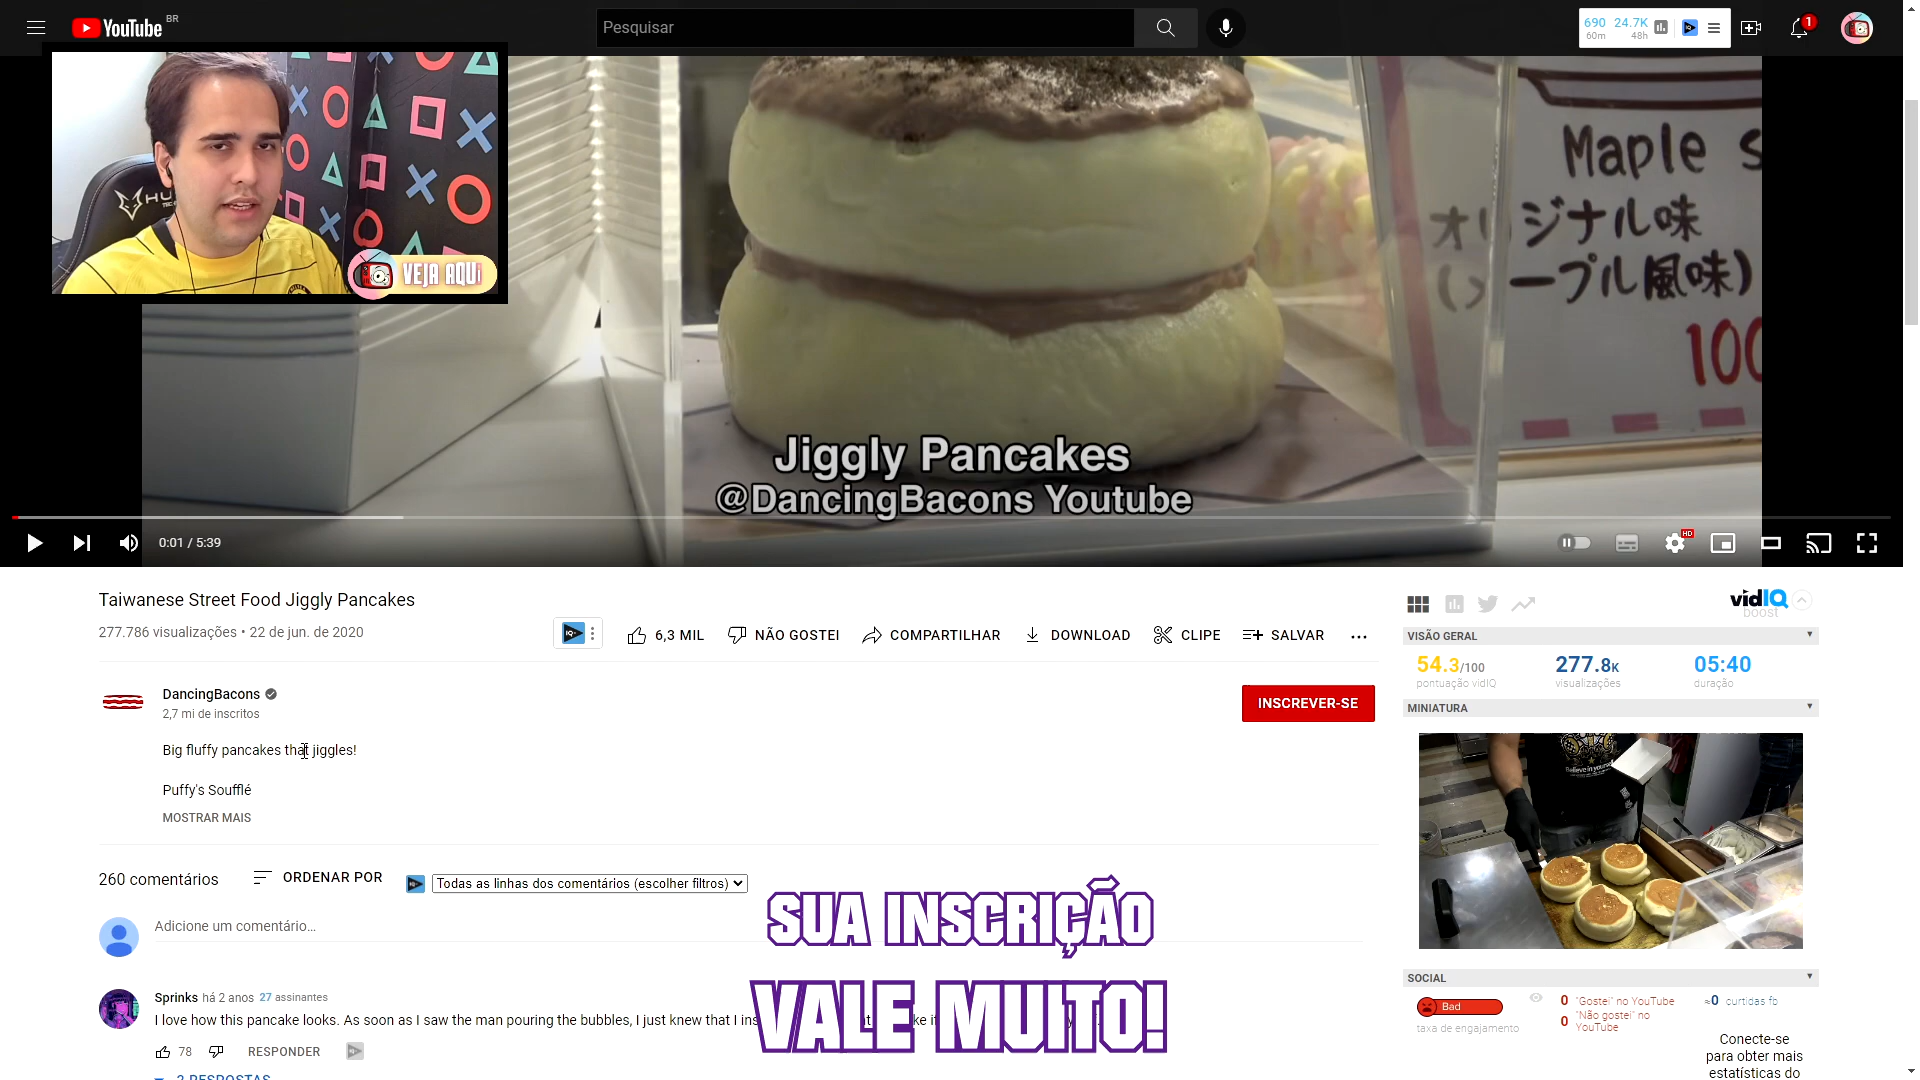 YouTube BR
Pesquisar
690 24.7K
60m 48h
1
HU
VEJA AQUi
Maple s
オリジナル味
(メープル風味)
100
Jiggly Pancakes
@DancingBacons Youtube
0:01 / 5:39
HD
Taiwanese Street Food Jiggly Pancakes
277.786 visualizações • 22 de jun. de 2020
6,3 MIL NÃO GOSTEI COMPARTILHAR DOWNLOAD CLIPE SALVAR
DancingBacons
2,7 mi de inscritos
INSCREVER-SE
Big fluffy pancakes that jiggles!
Puffy's Soufflé
MOSTRAR MAIS
260 comentários ORDENAR POR Todas as linhas dos comentários (escolher filtros)
Adicione um comentário...
Sprinks há 2 anos 27 assinantes
I love how this pancake looks. As soon as I saw the man pouring the bubbles, I just knew that I ins
78 RESPONDER
2 RESPOSTAS
SUA INSCRIÇÃO
VALE MUITO!
vidIQ
boost
VISÃO GERAL
54.3/100 277.8K 05:40
pontuação vidIQ visualizações duração
MINIATURA
Believe in yourself
SOCIAL
Bad
taxa de engajamento
0 "Gostei" no YouTube
0 "Não gostei" no YouTube
≈0 curtidas fb
Conecte-se
para obter mais
estatísticas do